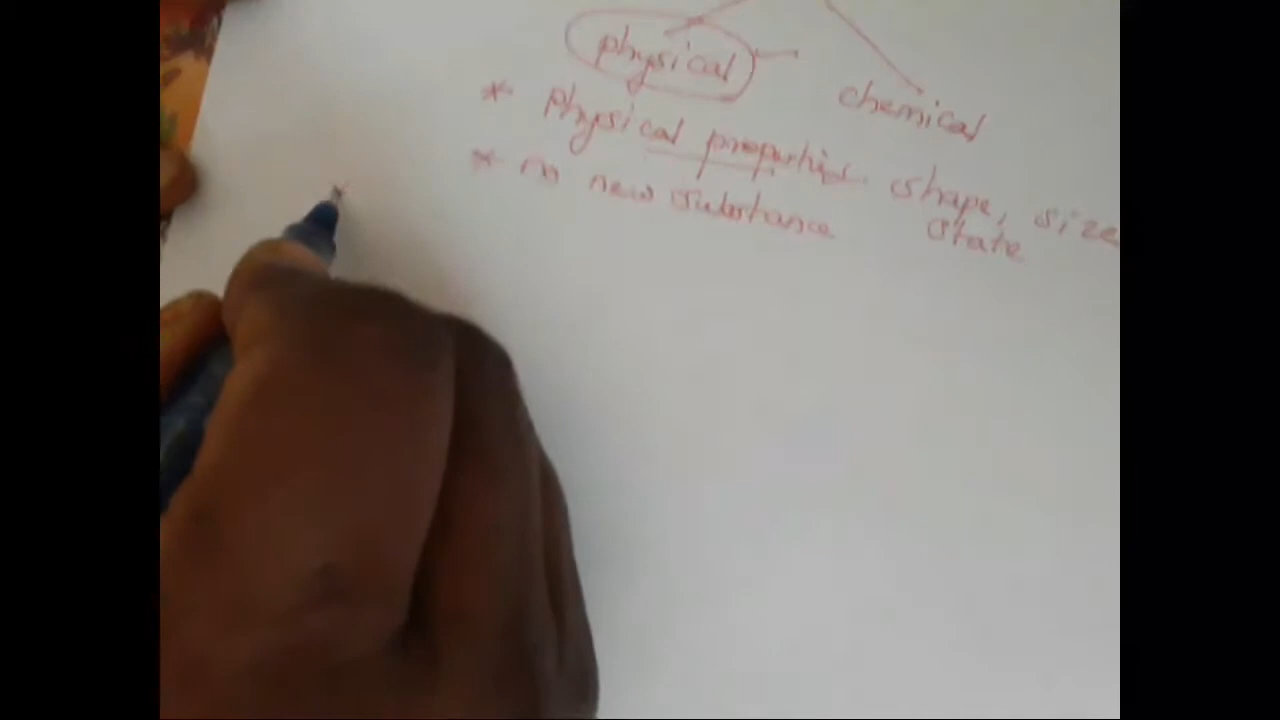 physical
chemical
* Physical properties shape, size
state
* no new substance